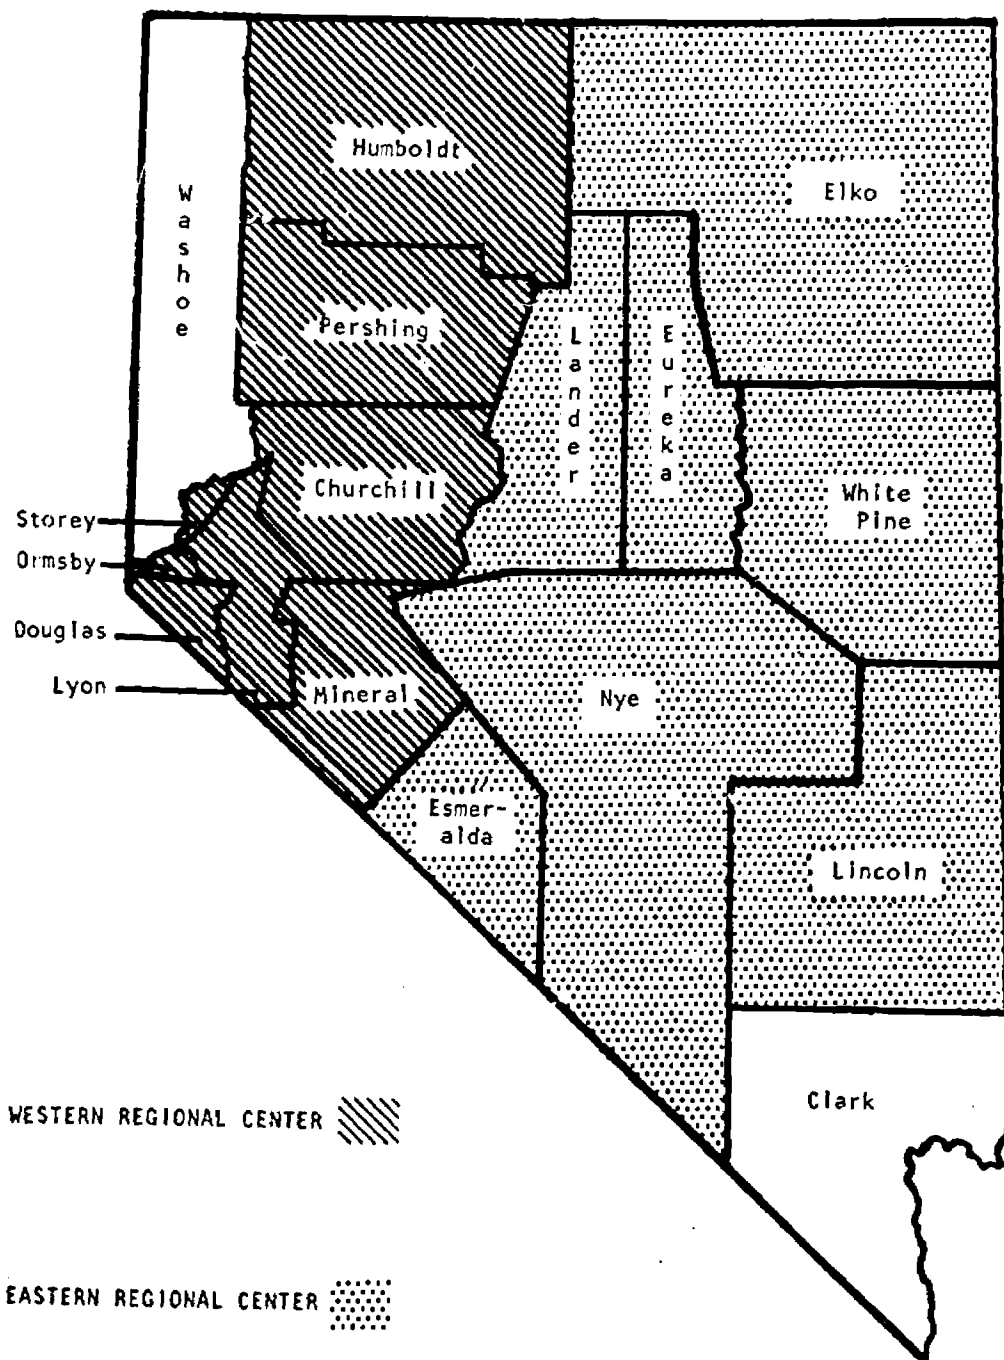 Humboldt
Washoe
Elko
Pershing
Lander
Eureka
Churchill
White
Pine
Storey
Ormsby
Douglas
Lyon
Mineral
Nye
Esmer-
alda
Lincoln
Clark
WESTERN REGIONAL CENTER
EASTERN REGIONAL CENTER